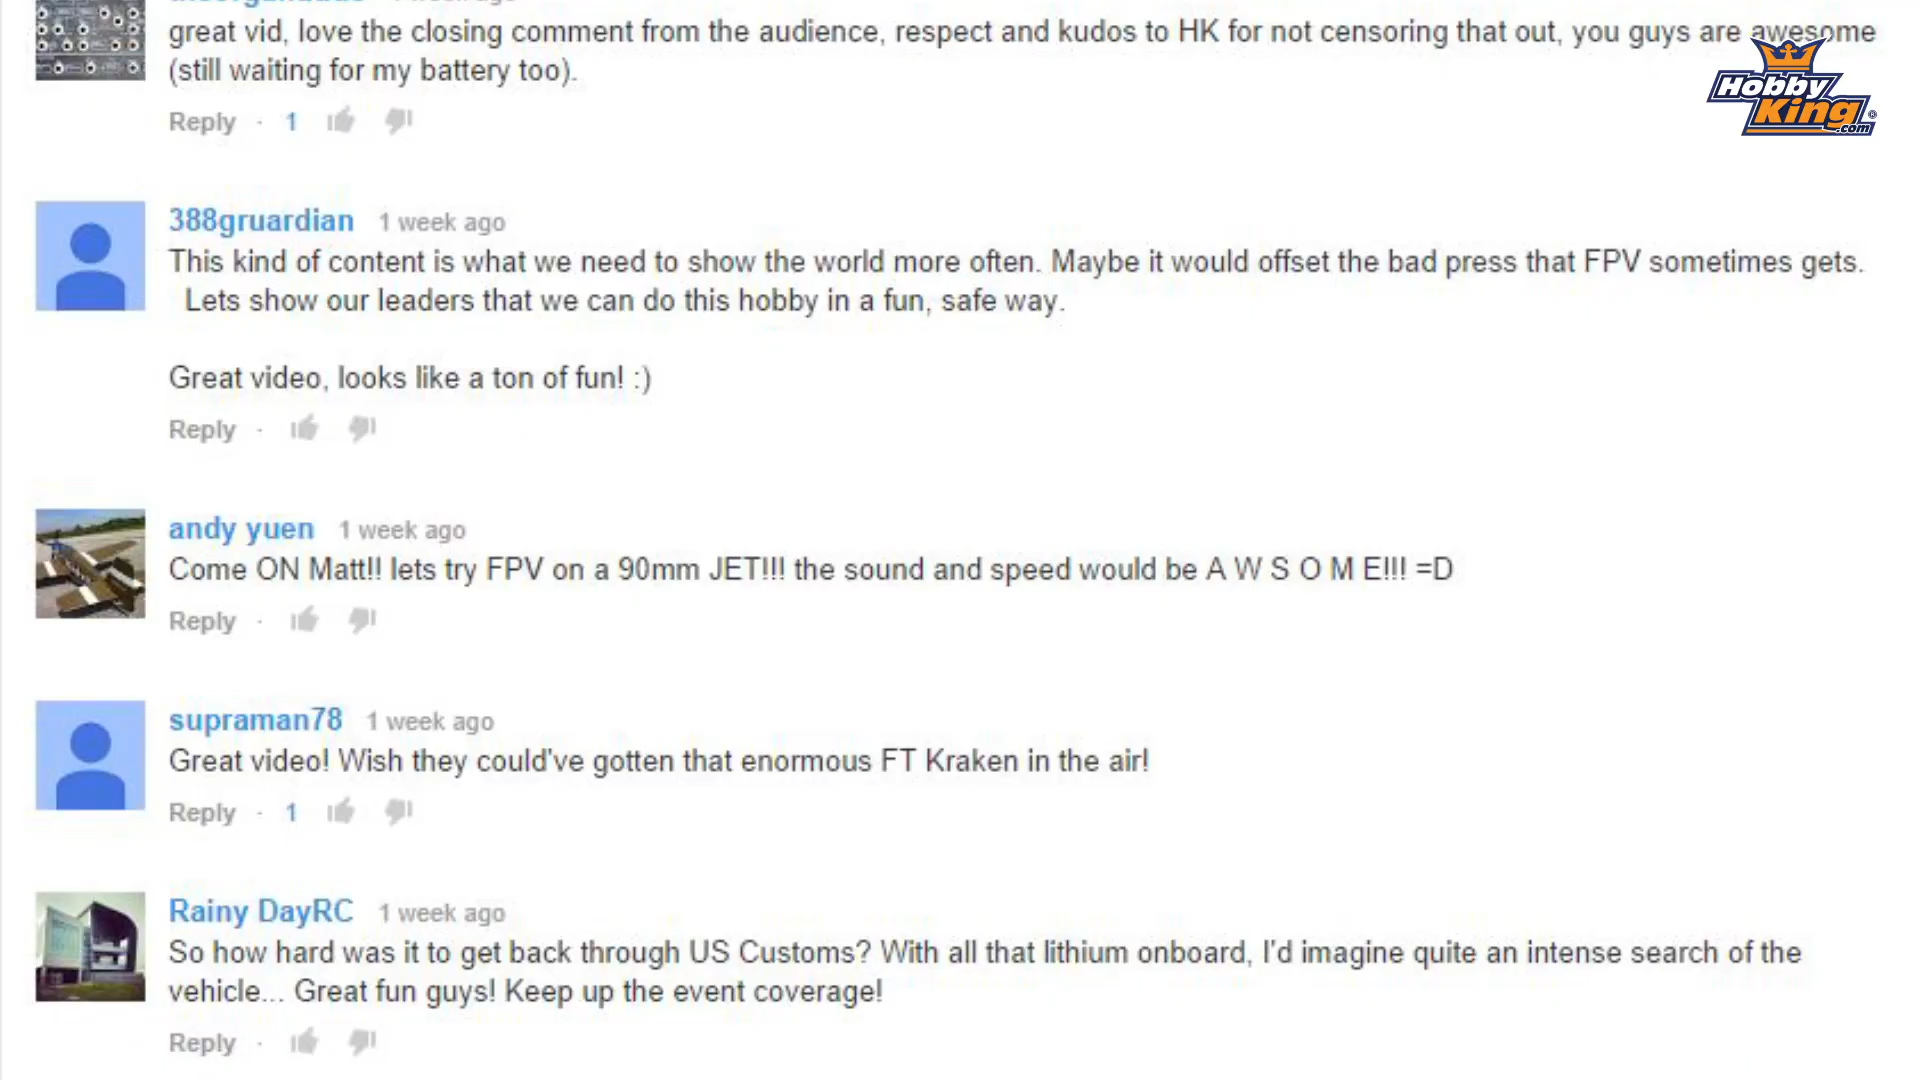 great vid, love the closing comment from the audience, respect and kudos to HK for not censoring that out, you guys are awesome
(still waiting for my battery too).
Reply · 1
Hobby
King®
.com
388gruardian 1 week ago
This kind of content is what we need to show the world more often. Maybe it would offset the bad press that FPV sometimes gets.
Lets show our leaders that we can do this hobby in a fun, safe way.
Great video, looks like a ton of fun! :)
Reply ·
andy yuen 1 week ago
Come ON Matt!! lets try FPV on a 90mm JET!!! the sound and speed would be A W S O M E!!! =D
Reply ·
supraman78 1 week ago
Great video! Wish they could've gotten that enormous FT Kraken in the air!
Reply · 1
Rainy DayRC 1 week ago
So how hard was it to get back through US Customs? With all that lithium onboard, I'd imagine quite an intense search of the
vehicle... Great fun guys! Keep up the event coverage!
Reply ·